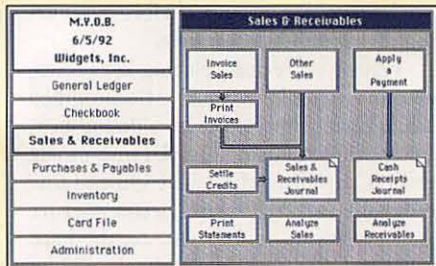 M.Y.O.B.
6/5/92
Widgets, Inc.
General Ledger
Checkbook
Sales & Receivables
Purchases & Payables
Inventory
Card File
Administration
Sales & Receivables
Invoice
Sales
Other
Sales
Apply
a
Payment
Print
Invoices
Settle
Credits
Sales &
Receivables
Journal
Cash
Receipts
Journal
Print
Statements
Analyze
Sales
Analyze
Receivables